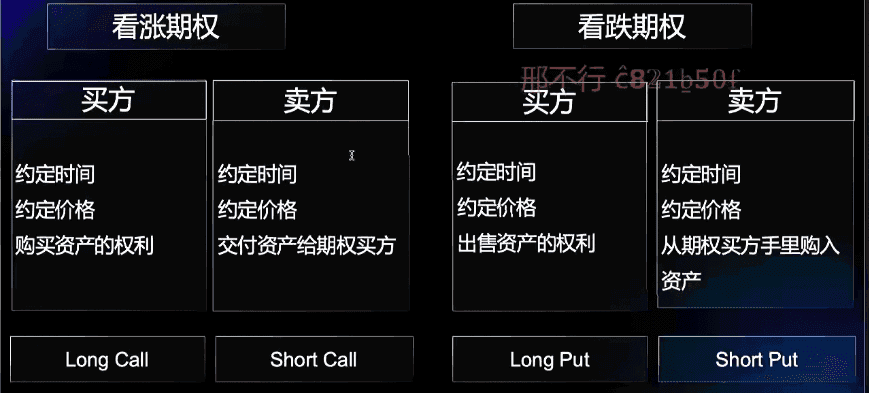 看涨期权
买方
约定时间
约定价格
购买资产的权利
Long Call
卖方
约定时间
约定价格
交付资产给期权买方
Short Call
看跌期权
邢不行
买方
约定时间
约定价格
出售资产的权利
Long Put
卖方
约定时间
约定价格
从期权买方手里购入
资产
Short Put